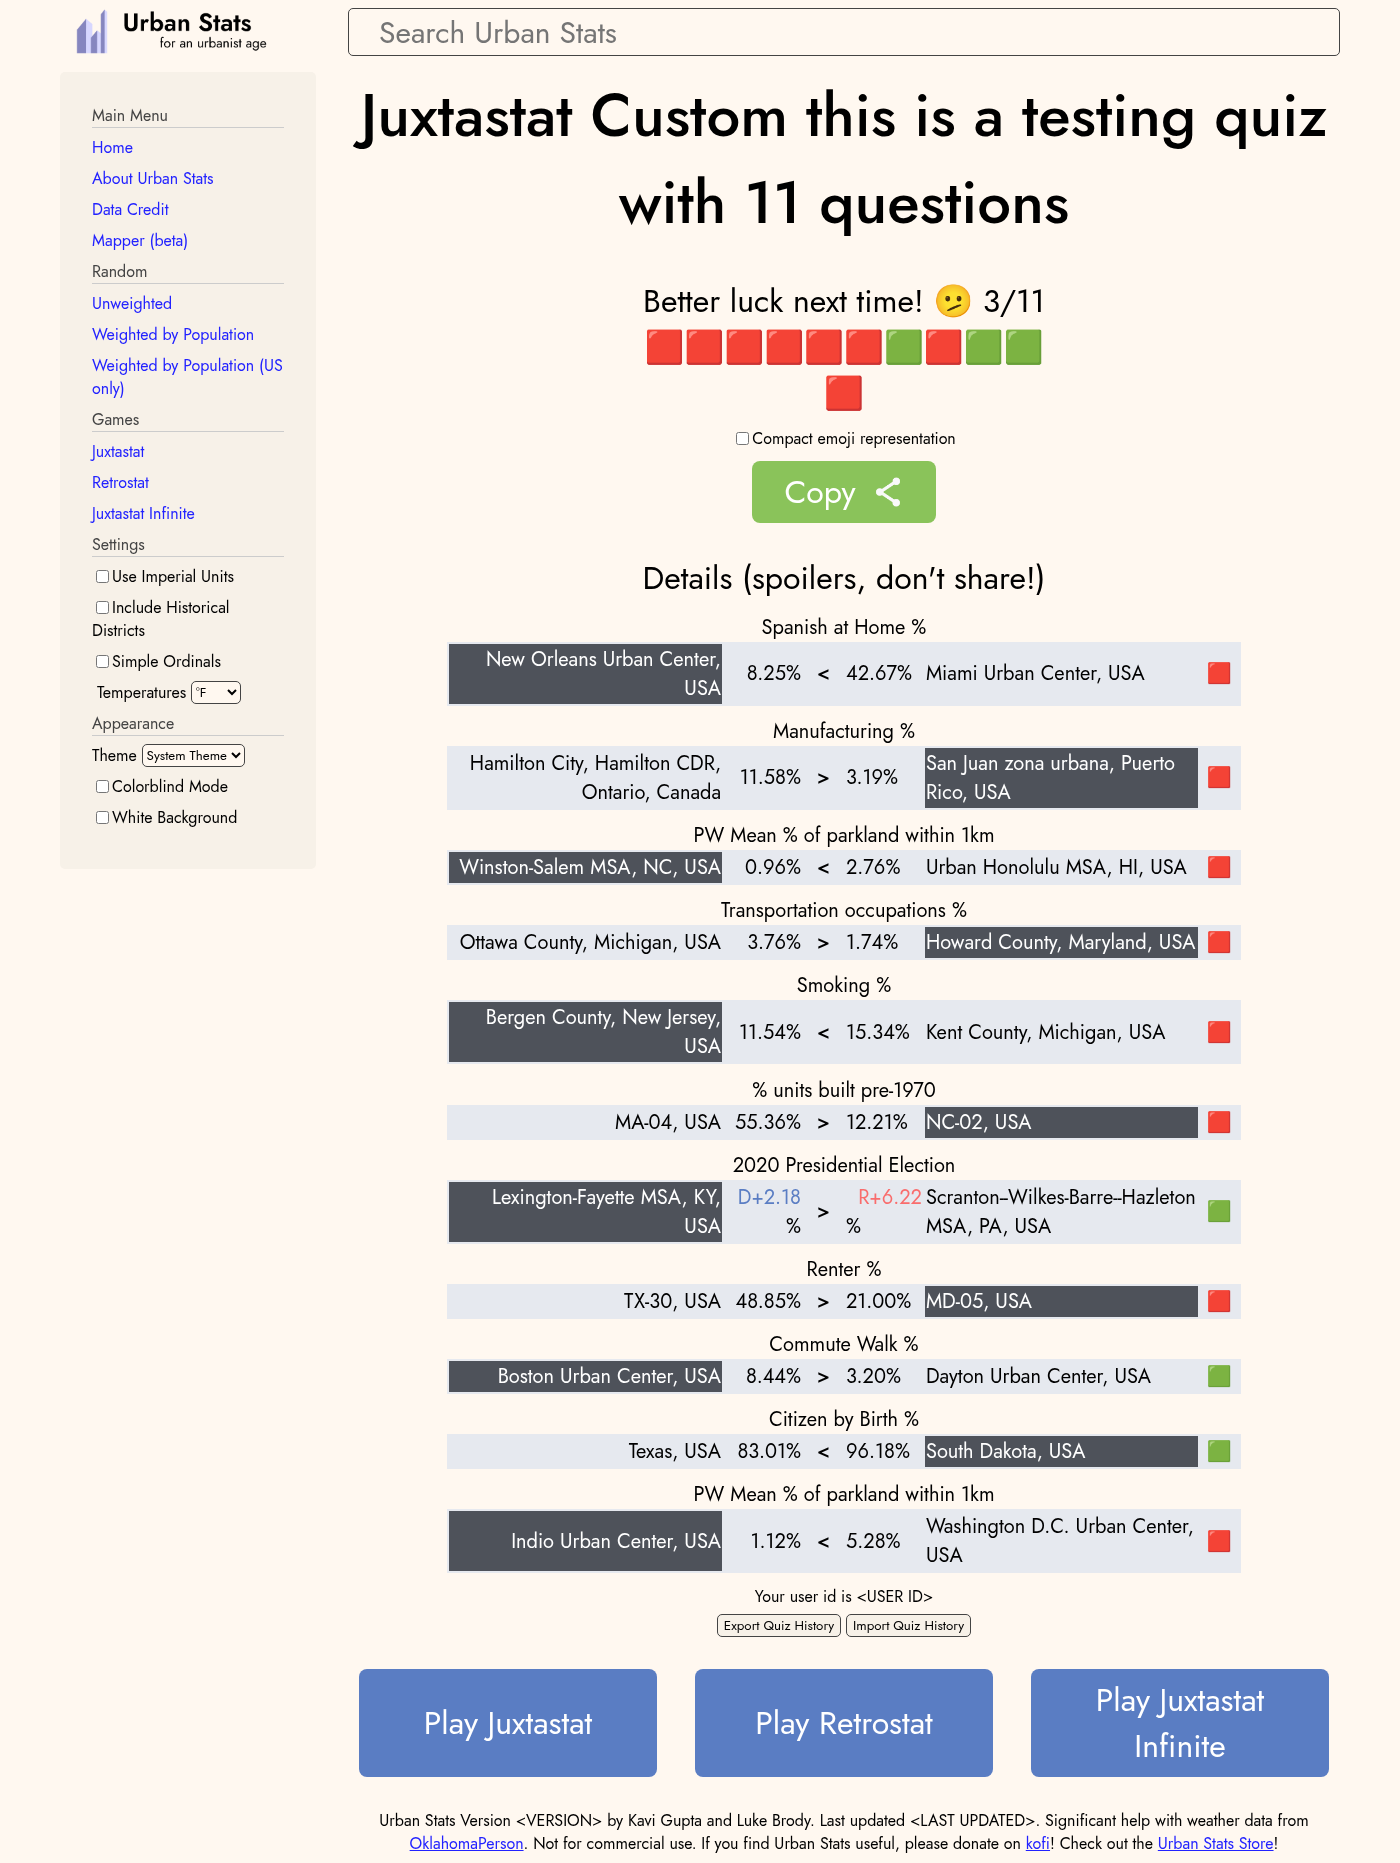 Urban Stats
for an urbanist age
Search Urban Stats
Main Menu
Home
About Urban Stats
Data Credit
Mapper (beta)
Random
Unweighted
Weighted by Population
Weighted by Population (US
only)
Games
Juxtastat
Retrostat
Juxtastat Infinite
Settings
Use Imperial Units
Include Historical
Districts
Simple Ordinals
Temperatures °F
Appearance
Theme System Theme
Colorblind Mode
White Background
Juxtastat Custom this is a testing quiz
with 11 questions
Better luck next time! 🫤 3/11
🟥🟥🟥🟥🟥🟥🟩🟥🟩🟩
🟥
Compact emoji representation
Copy
Details (spoilers, don't share!)
Spanish at Home %
New Orleans Urban Center,
USA
8.25% < 42.67% Miami Urban Center, USA 🟥
Manufacturing %
Hamilton City, Hamilton CDR,
Ontario, Canada
11.58% > 3.19%
San Juan zona urbana, Puerto
Rico, USA
🟥
PW Mean % of parkland within 1km
Winston-Salem MSA, NC, USA 0.96% < 2.76% Urban Honolulu MSA, HI, USA 🟥
Transportation occupations %
Ottawa County, Michigan, USA 3.76% > 1.74% Howard County, Maryland, USA 🟥
Smoking %
Bergen County, New Jersey,
USA
11.54% < 15.34% Kent County, Michigan, USA 🟥
% units built pre-1970
MA-04, USA 55.36% > 12.21% NC-02, USA 🟥
2020 Presidential Election
Lexington-Fayette MSA, KY,
USA
D+2.18
%
>
R+6.22
%
Scranton--Wilkes-Barre--Hazleton
MSA, PA, USA
🟩
Renter %
TX-30, USA 48.85% > 21.00% MD-05, USA 🟥
Commute Walk %
Boston Urban Center, USA 8.44% > 3.20% Dayton Urban Center, USA 🟩
Citizen by Birth %
Texas, USA 83.01% < 96.18% South Dakota, USA 🟩
PW Mean % of parkland within 1km
Indio Urban Center, USA 1.12% < 5.28%
Washington D.C. Urban Center,
USA
🟥
Your user id is <USER ID>
Export Quiz History Import Quiz History
Play Juxtastat
Play Retrostat
Play Juxtastat
Infinite
Urban Stats Version <VERSION> by Kavi Gupta and Luke Brody. Last updated <LAST UPDATED>. Significant help with weather data from
OklahomaPerson. Not for commercial use. If you find Urban Stats useful, please donate on kofi! Check out the Urban Stats Store!